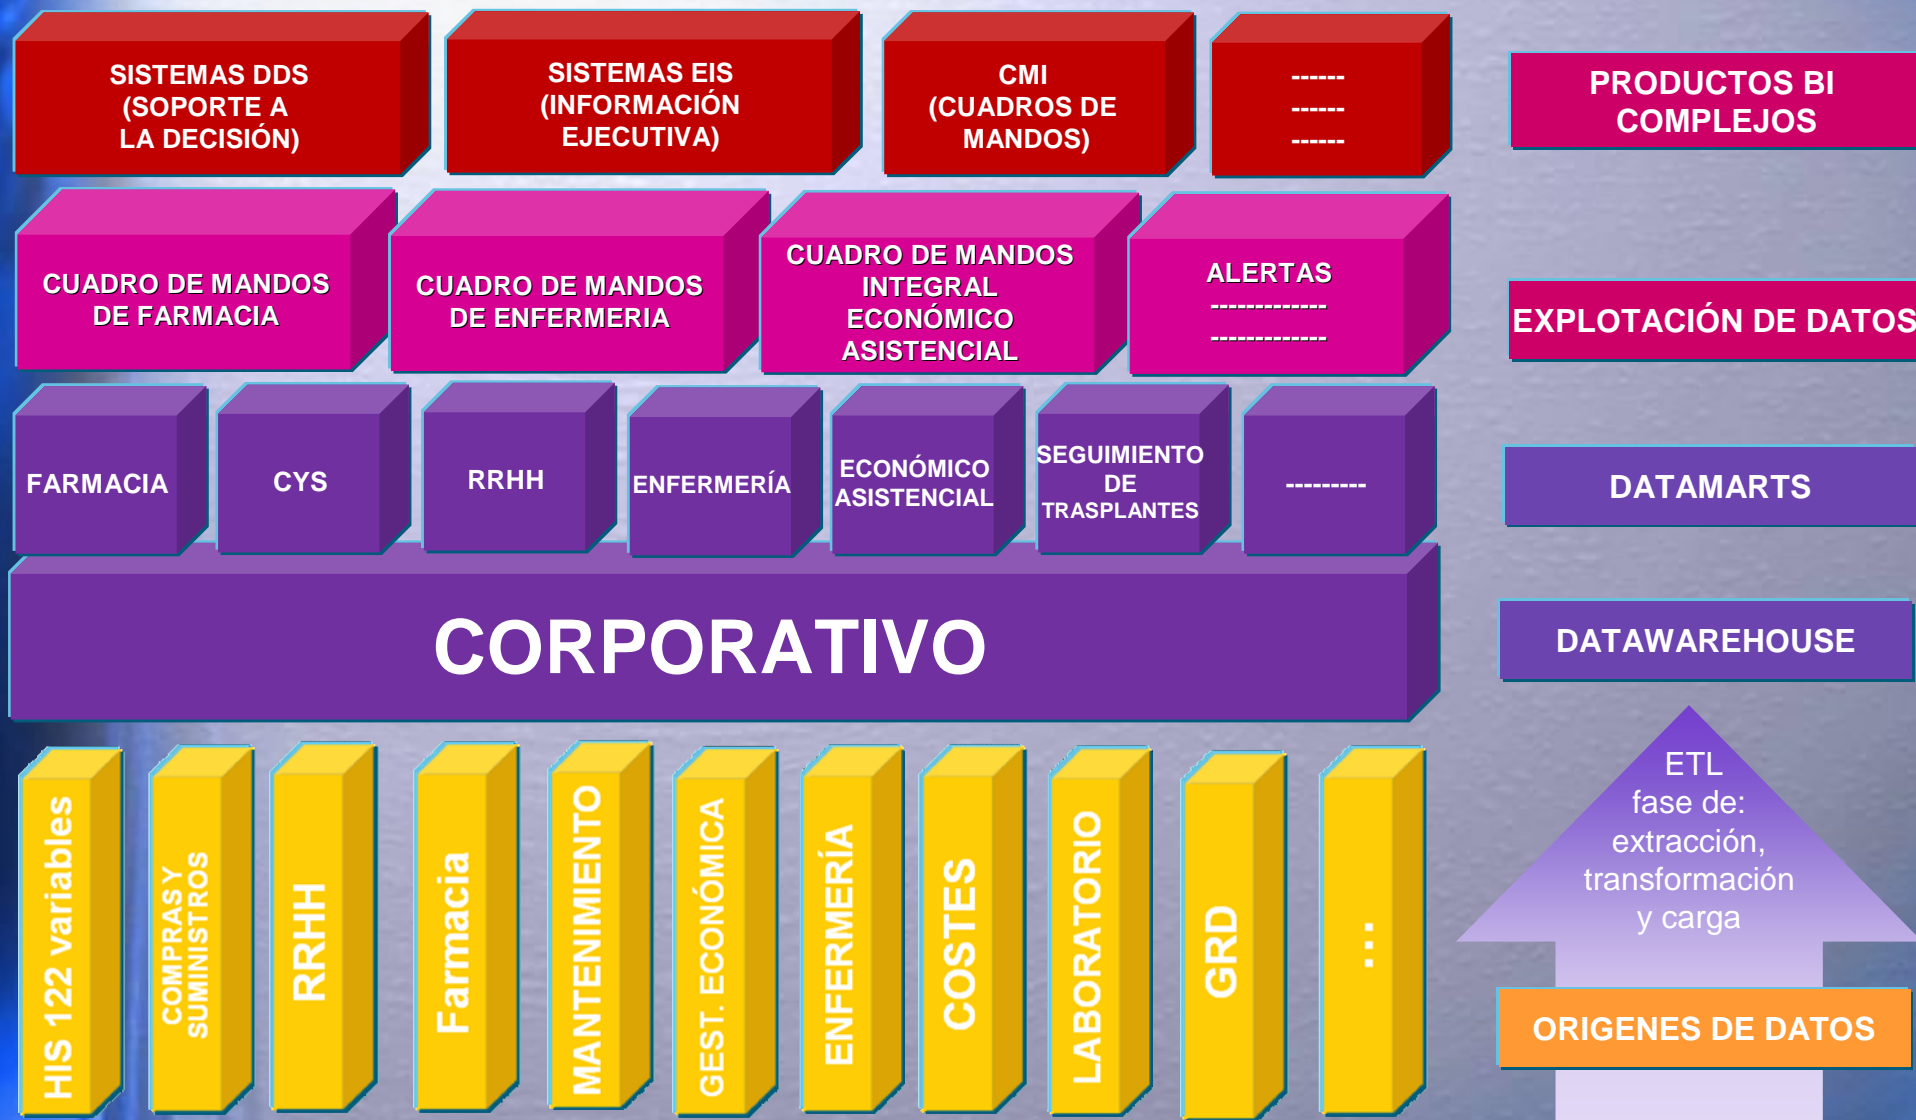 SISTEMAS DDS
(SOPORTE A
LA DECISIÓN)
SISTEMAS EIS
(INFORMACIÓN
EJECUTIVA)
CMI
(CUADROS DE
MANDOS)
------
------
------
PRODUCTOS BI
COMPLEJOS
CUADRO DE MANDOS
DE FARMACIA
CUADRO DE MANDOS
DE ENFERMERIA
CUADRO DE MANDOS
INTEGRAL
ECONÓMICO
ASISTENCIAL
ALERTAS
-------------
-------------
EXPLOTACIÓN DE DATOS
FARMACIA
CYS
RRHH
ENFERMERÍA
ECONÓMICO
ASISTENCIAL
SEGUIMIENTO
DE
TRASPLANTES
---------
DATAMARTS
CORPORATIVO
DATAWAREHOUSE
HIS 122 variables
COMPRAS Y
SUMINISTROS
RRHH
Farmacia
MANTENIMIENTO
GEST. ECONÓMICA
ENFERMERÍA
COSTES
LABORATORIO
GRD
...
ETL
fase de:
extracción,
transformación
y carga
ORIGENES DE DATOS